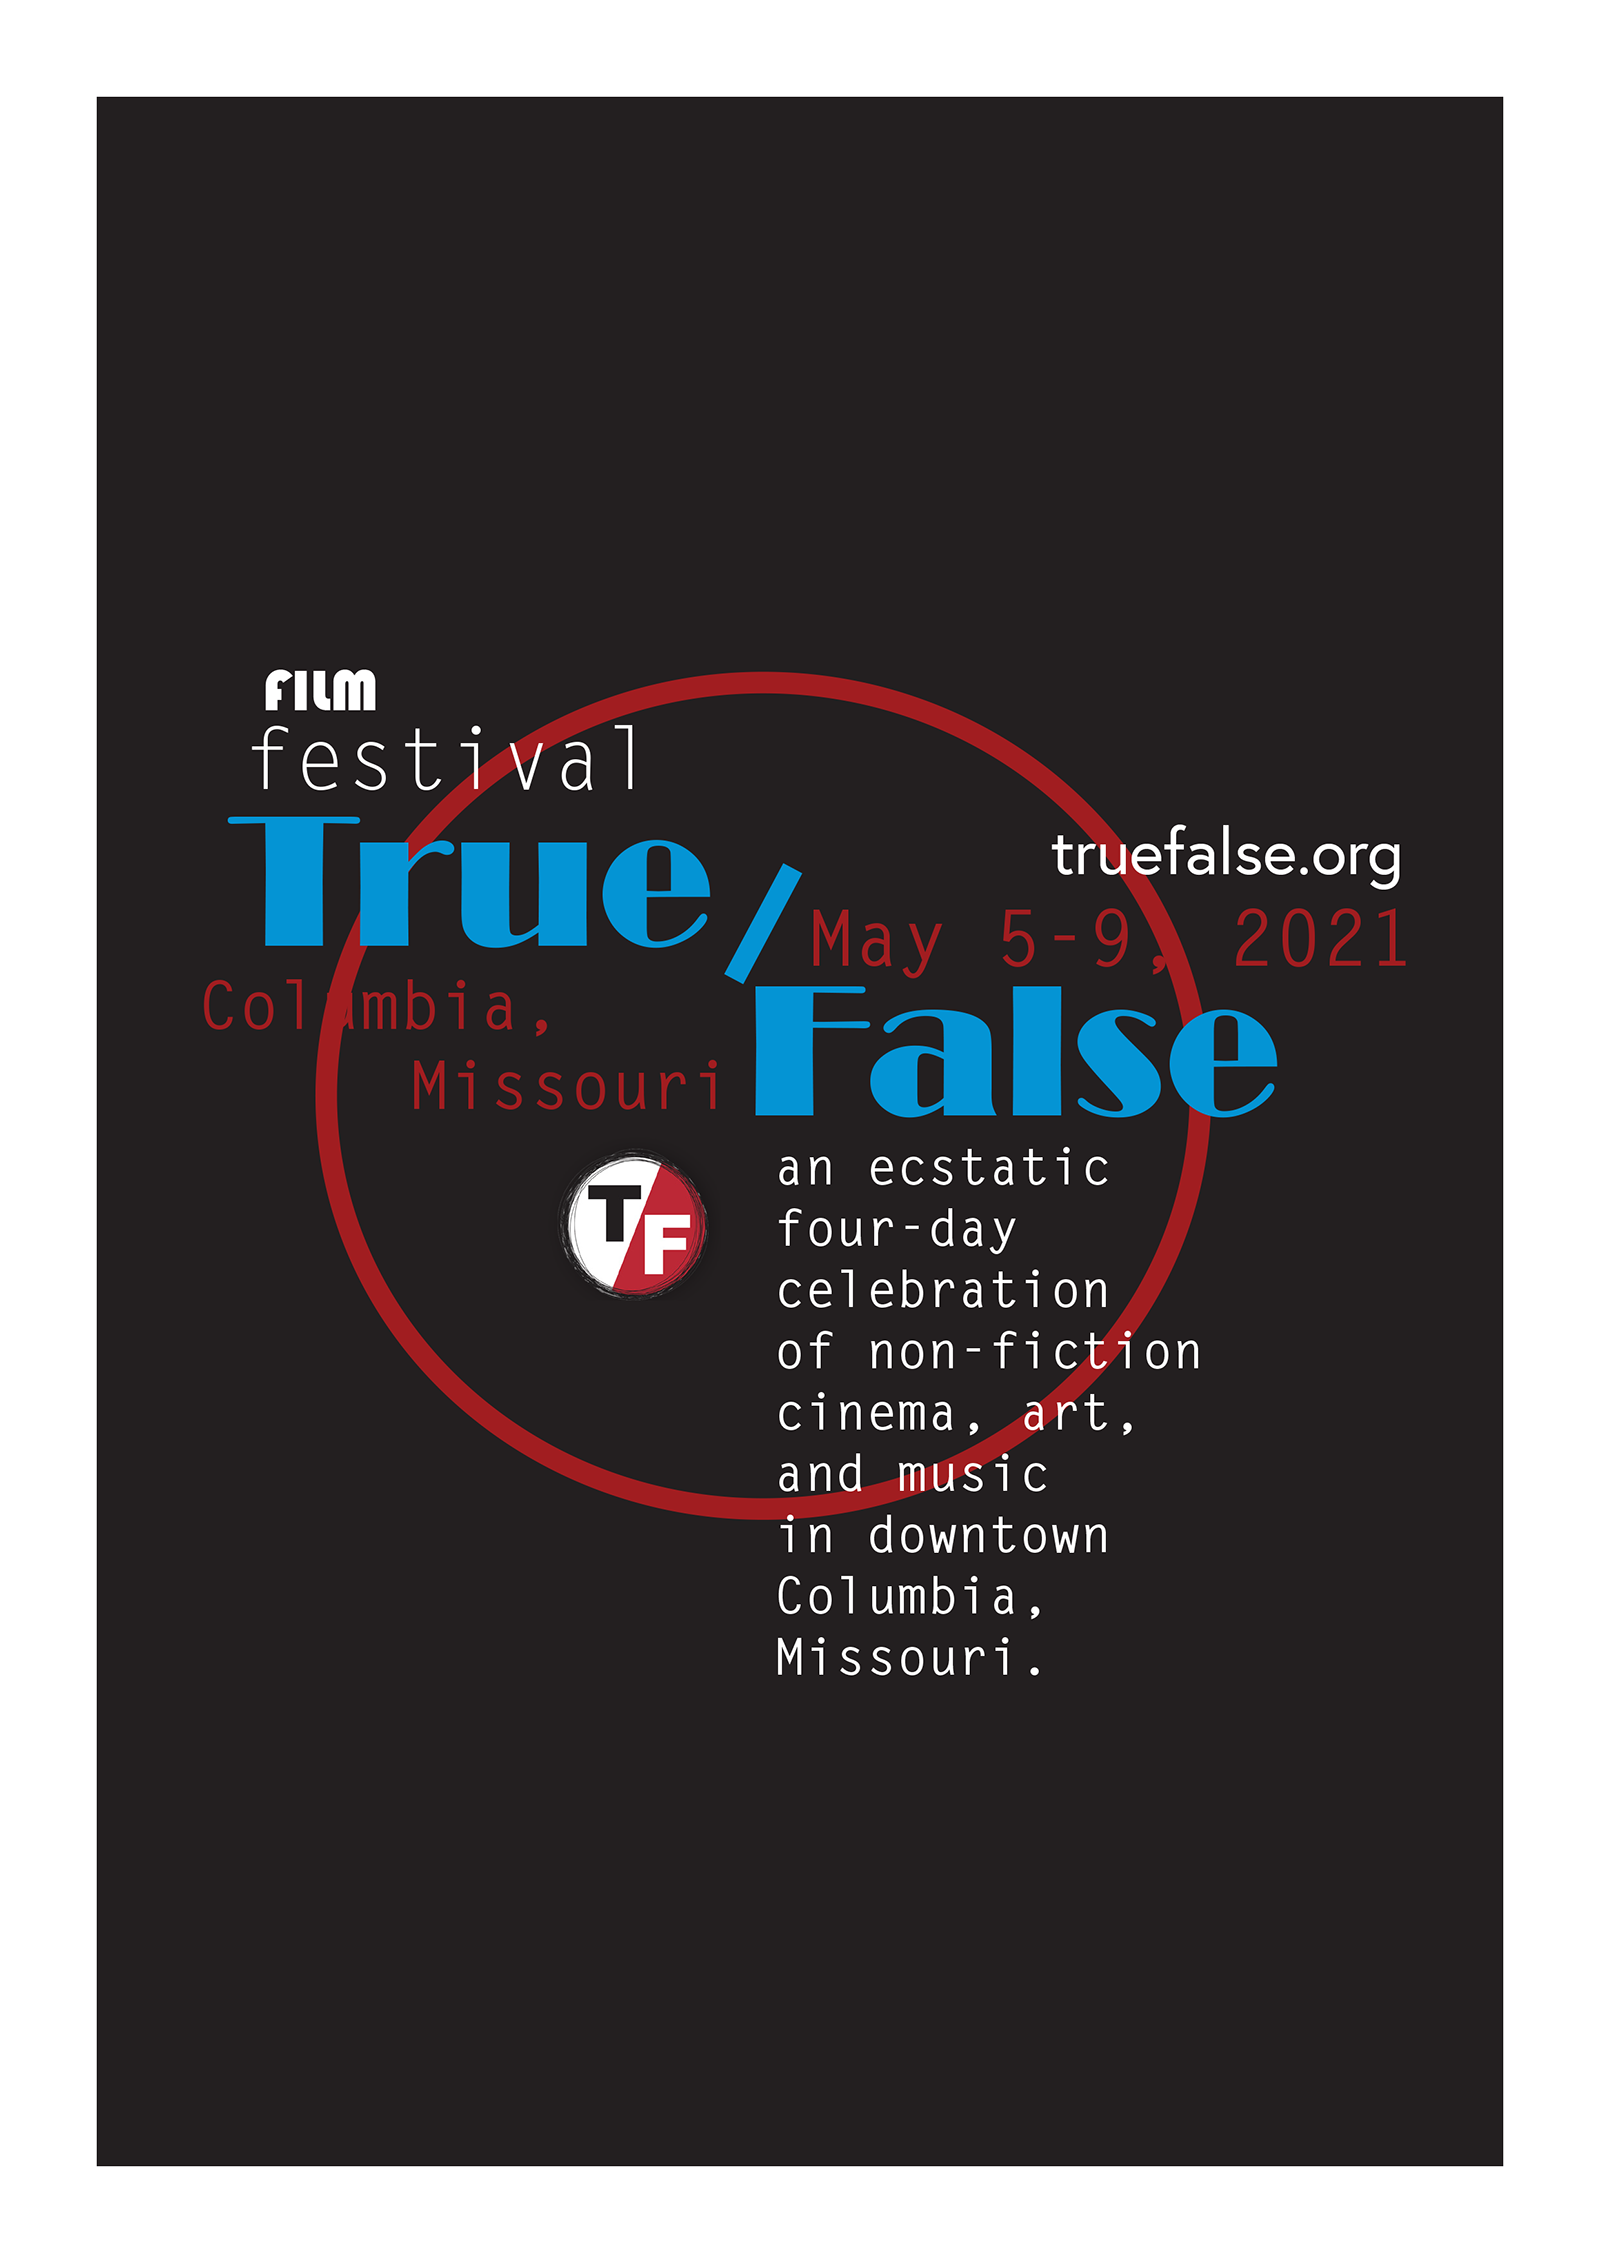 FILM
festival
True/
truefalse.org
May 5-9, 2021
Columbia,
Missouri
False
T/F
an ecstatic
four-day
celebration
of non-fiction
cinema, art,
and music
in downtown
Columbia,
Missouri.